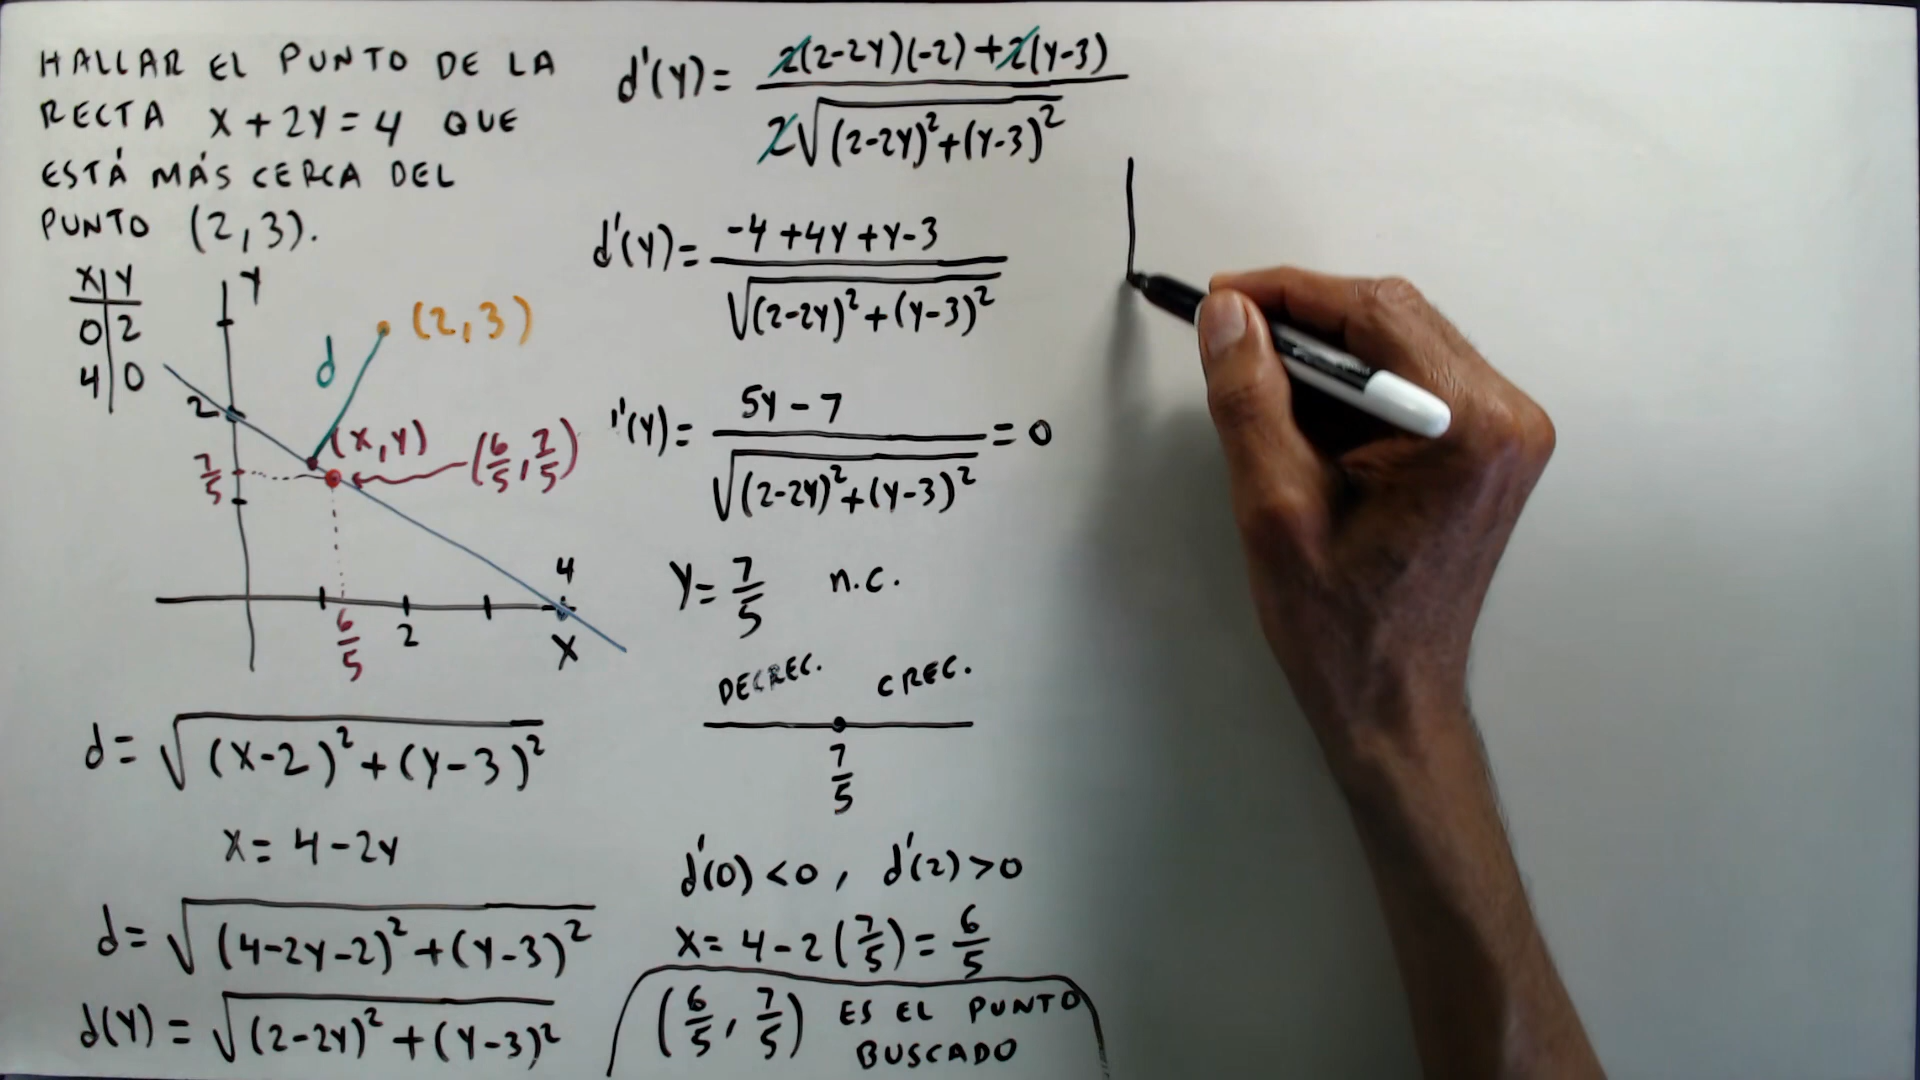 HALLAR EL PUNTO DE LA
RECTA X + 2Y = 4 QUE
ESTÁ MÁS CERCA DEL
PUNTO (2,3).
X|Y
0|2
4|0
Y
(2,3)
d
2
(X,Y)
(6/5, 7/5)
7/5
4
6/5
2
X
d = √((X-2)² + (Y-3)²)
X = 4 - 2Y
d = √((4-2Y-2)² + (Y-3)²)
d(Y) = √((2-2Y)² + (Y-3)²)
d'(Y) = (2(2-2Y)(-2) + 2(Y-3)) / (2√((2-2Y)² + (Y-3)²))
d'(Y) = (-4 + 4Y + Y - 3) / √((2-2Y)² + (Y-3)²)
'(Y) = (5Y - 7) / √((2-2Y)² + (Y-3)²) = 0
Y = 7/5 n.c.
DECREC. CREC.
7/5
d'(0) < 0, d'(2) > 0
X = 4 - 2(7/5) = 6/5
(6/5, 7/5) ES EL PUNTO
BUSCADO